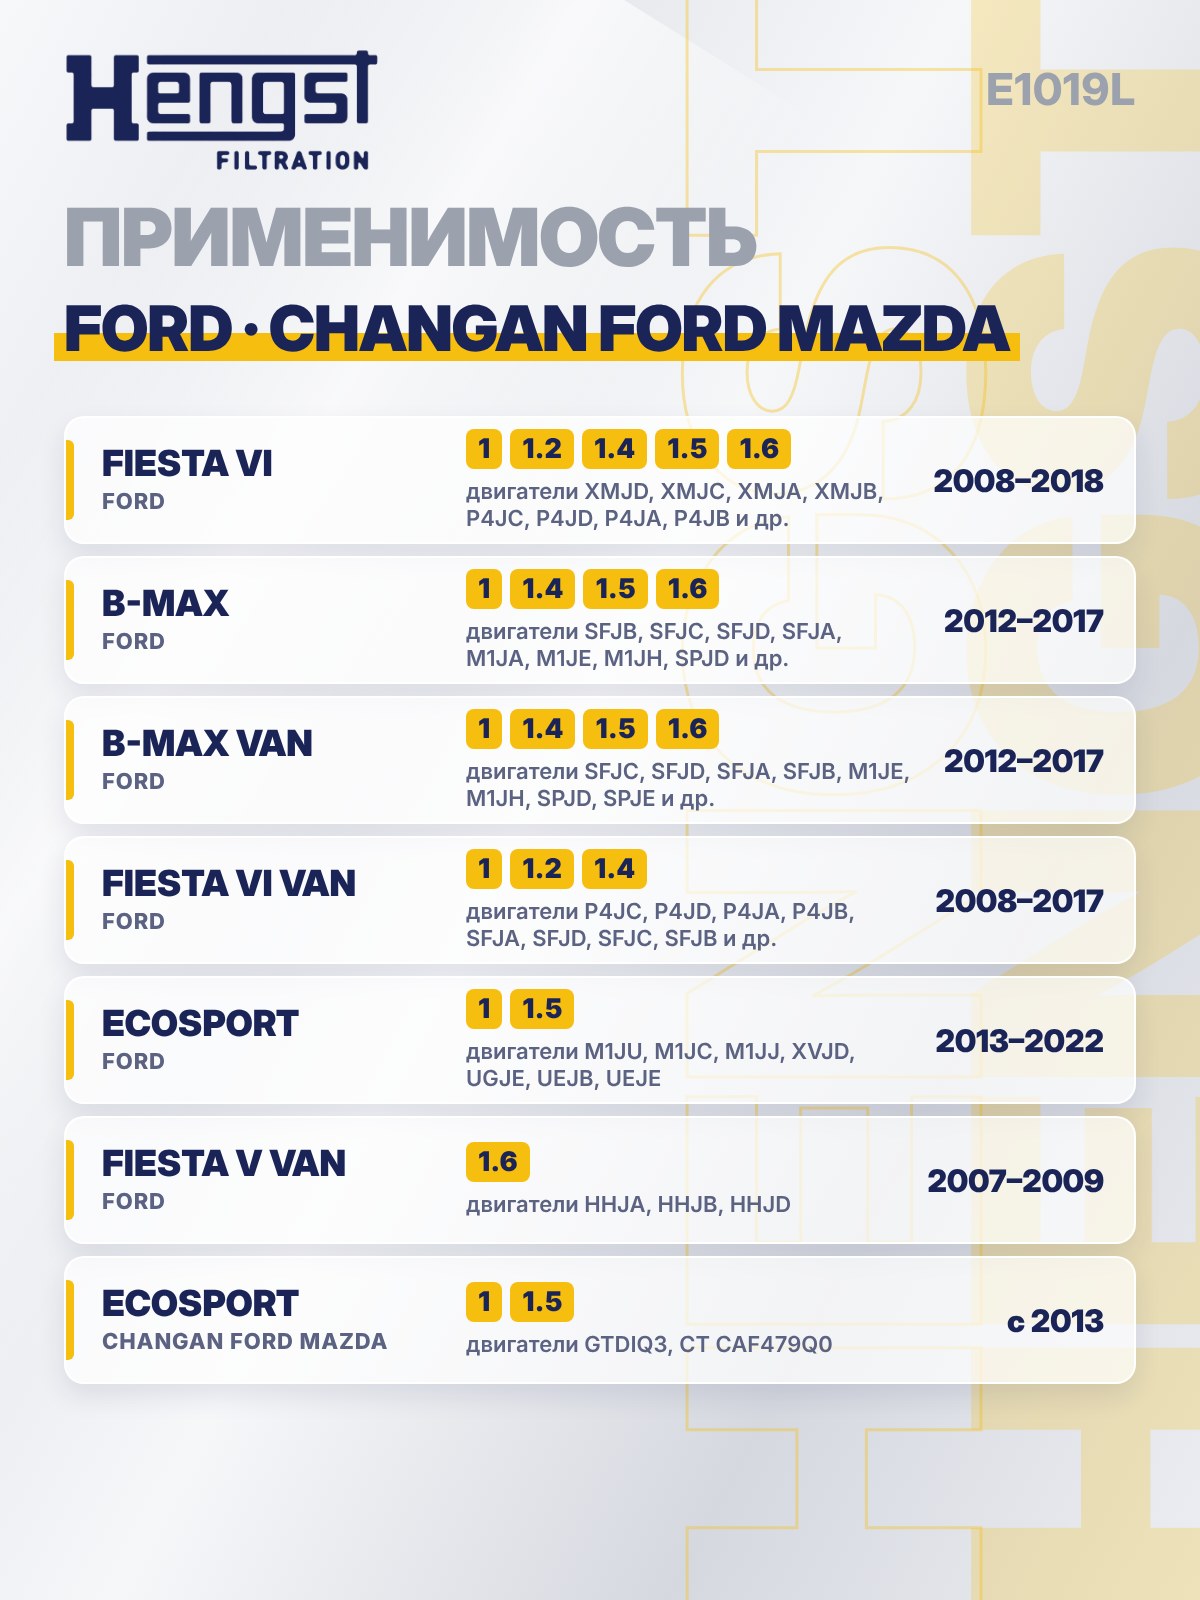 Hengst
FILTRATION
E1019L
ПРИМЕНИМОСТЬ
FORD · CHANGAN FORD MAZDA
FIESTA VI
FORD
1 1.2 1.4 1.5 1.6
двигатели XMJD, XMJC, XMJA, XMJB,
P4JC, P4JD, P4JA, P4JB и др.
2008–2018
B-MAX
FORD
1 1.4 1.5 1.6
двигатели SFJB, SFJC, SFJD, SFJA,
M1JA, M1JE, M1JH, SPJD и др.
2012–2017
B-MAX VAN
FORD
1 1.4 1.5 1.6
двигатели SFJC, SFJD, SFJA, SFJB, M1JE,
M1JH, SPJD, SPJE и др.
2012–2017
FIESTA VI VAN
FORD
1 1.2 1.4
двигатели P4JC, P4JD, P4JA, P4JB,
SFJA, SFJD, SFJC, SFJB и др.
2008–2017
ECOSPORT
FORD
1 1.5
двигатели M1JU, M1JC, M1JJ, XVJD,
UGJE, UEJB, UEJE
2013–2022
FIESTA V VAN
FORD
1.6
двигатели HHJA, HHJB, HHJD
2007–2009
ECOSPORT
CHANGAN FORD MAZDA
1 1.5
двигатели GTDIQ3, CT CAF479Q0
с 2013
HENGST
HENGST